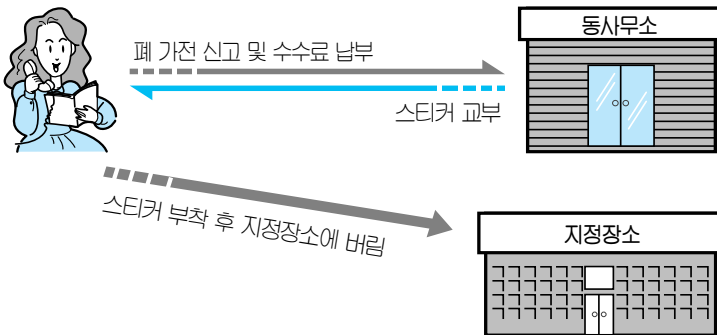 동사무소
폐 가전 신고 및 수수료 납부
스티커 교부
스티커 부착 후 지정장소에 버림
지정장소